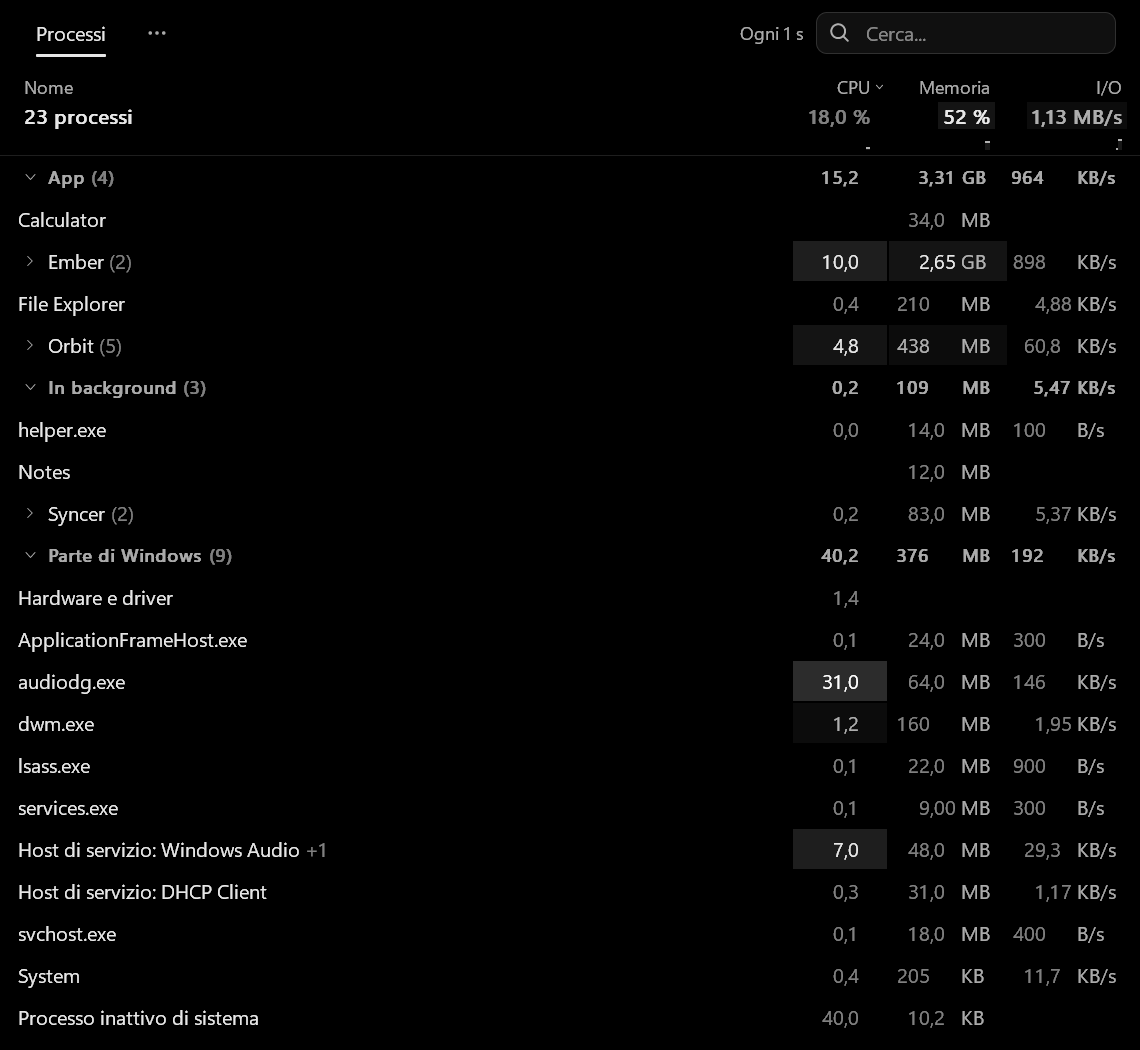 Processi ... Ogni 1 s Cerca...
Nome CPU Memoria I/O
23 processi 18,0 % 52 % 1,13 MB/s
- - -
App (4) 15,2 3,31 GB 964 KB/s
Calculator 34,0 MB
Ember (2) 10,0 2,65 GB 898 KB/s
File Explorer 0,4 210 MB 4,88 KB/s
Orbit (5) 4,8 438 MB 60,8 KB/s
In background (3) 0,2 109 MB 5,47 KB/s
helper.exe 0,0 14,0 MB 100 B/s
Notes 12,0 MB
Syncer (2) 0,2 83,0 MB 5,37 KB/s
Parte di Windows (9) 40,2 376 MB 192 KB/s
Hardware e driver 1,4
ApplicationFrameHost.exe 0,1 24,0 MB 300 B/s
audiodg.exe 31,0 64,0 MB 146 KB/s
dwm.exe 1,2 160 MB 1,95 KB/s
lsass.exe 0,1 22,0 MB 900 B/s
services.exe 0,1 9,00 MB 300 B/s
Host di servizio: Windows Audio +1 7,0 48,0 MB 29,3 KB/s
Host di servizio: DHCP Client 0,3 31,0 MB 1,17 KB/s
svchost.exe 0,1 18,0 MB 400 B/s
System 0,4 205 KB 11,7 KB/s
Processo inattivo di sistema 40,0 10,2 KB